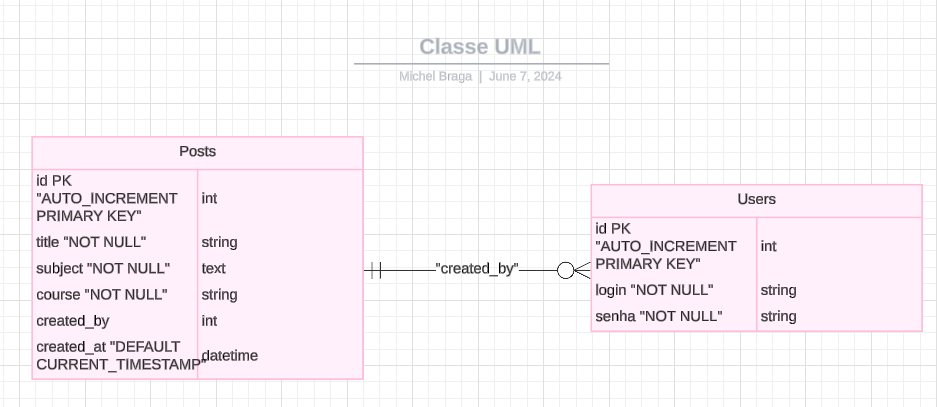 Classe UML
Michel Braga | June 7, 2024
Posts
id PK
"AUTO_INCREMENT
PRIMARY KEY"
int
title "NOT NULL"
string
subject "NOT NULL"
text
course "NOT NULL"
string
created_by
int
created_at "DEFAULT
CURRENT_TIMESTAMP"
datetime
"created_by"
Users
id PK
"AUTO_INCREMENT
PRIMARY KEY"
int
login "NOT NULL"
string
senha "NOT NULL"
string